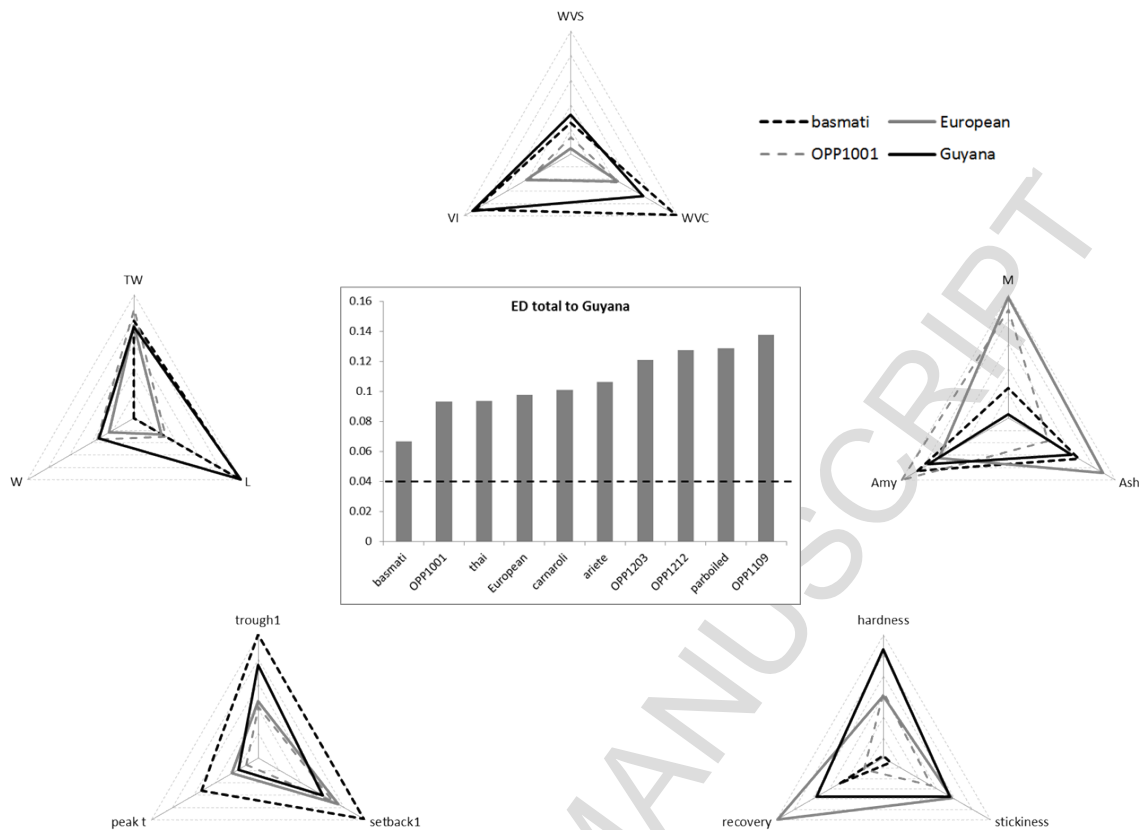 WVS
basmati
European
OPP1001
Guyana
VI
WVC
TW
W
L
ED total to Guyana
0.16
0.14
0.12
0.1
0.08
0.06
0.04
0.02
0
basmati
OPP1001
thai
European
carnaroli
ariete
OPP1203
OPP1212
parboiled
OPP1109
M
Amy
Ash
trough1
peak t
setback1
hardness
recovery
stickiness
MANUSCRIPT